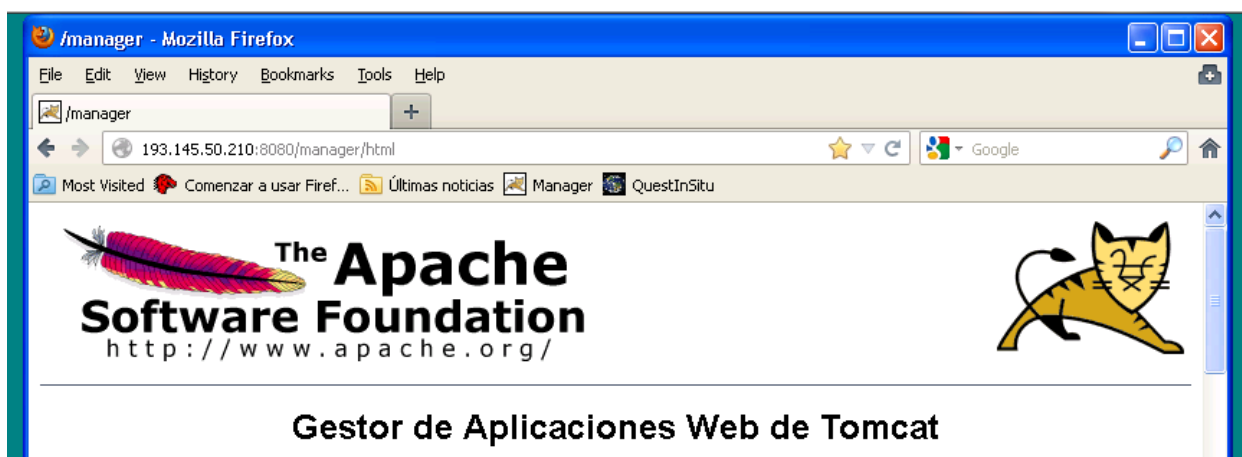 /manager - Mozilla Firefox
File Edit View History Bookmarks Tools Help
/manager
193.145.50.210:8080/manager/html Google
Most Visited Comenzar a usar Firef... Últimas noticias Manager QuestInSitu
The Apache
Software Foundation
http://www.apache.org/
Gestor de Aplicaciones Web de Tomcat